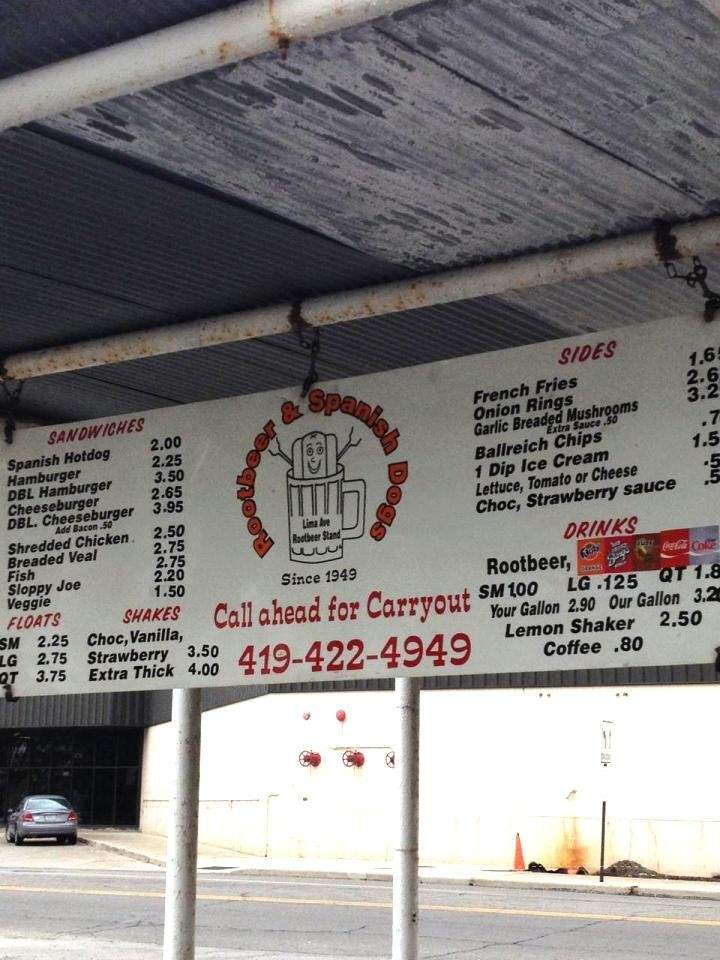 SANDWICHES
Spanish Hotdog 2.00
Hamburger 2.25
DBL Hamburger 3.50
Cheeseburger 2.65
DBL. Cheeseburger 3.95
Add Bacon .50
Shredded Chicken . 2.50
Breaded Veal 2.75
Fish 2.75
Sloppy Joe 2.20
Veggie 1.50
FLOATS
SM 2.25
LG 2.75
QT 3.75
SHAKES
Choc, Vanilla,
Strawberry 3.50
Extra Thick 4.00
Rootbeer & Spanish Dogs
Lima Ave
Rootbeer Stand
Since 1949
Call ahead for Carryout
419-422-4949
SIDES
French Fries 1.6
Onion Rings 2.6
Garlic Breaded Mushrooms 3.2
Extra Sauce .50
Ballreich Chips .7
1 Dip Ice Cream 1.5
Lettuce, Tomato or Cheese .5
Choc, Strawberry sauce .5
DRINKS
Rootbeer, Fanta Coca-Cola Coke
SM 1.00 LG .125 QT 1.8
Your Gallon 2.90 Our Gallon 3.2
Lemon Shaker 2.50
Coffee .80